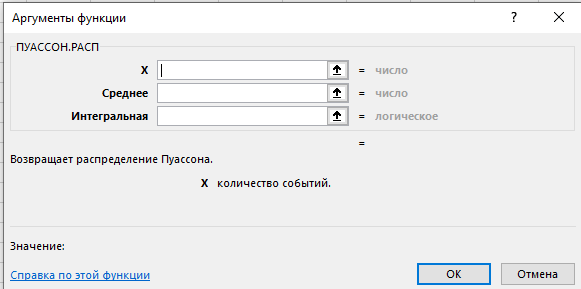 Аргументы функции ? ×
ПУАССОН.РАСП
X = число
Среднее = число
Интегральная = логическое
=
Возвращает распределение Пуассона.
X количество событий.
Значение:
Справка по этой функции OK Отмена